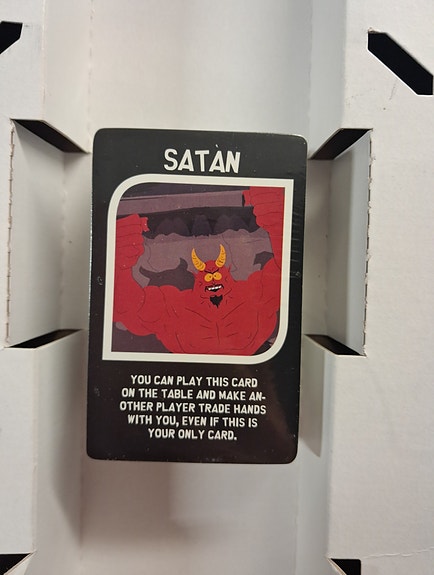 SATAN
YOU CAN PLAY THIS CARD
ON THE TABLE AND MAKE AN-
OTHER PLAYER TRADE HANDS
WITH YOU, EVEN IF THIS IS
YOUR ONLY CARD.